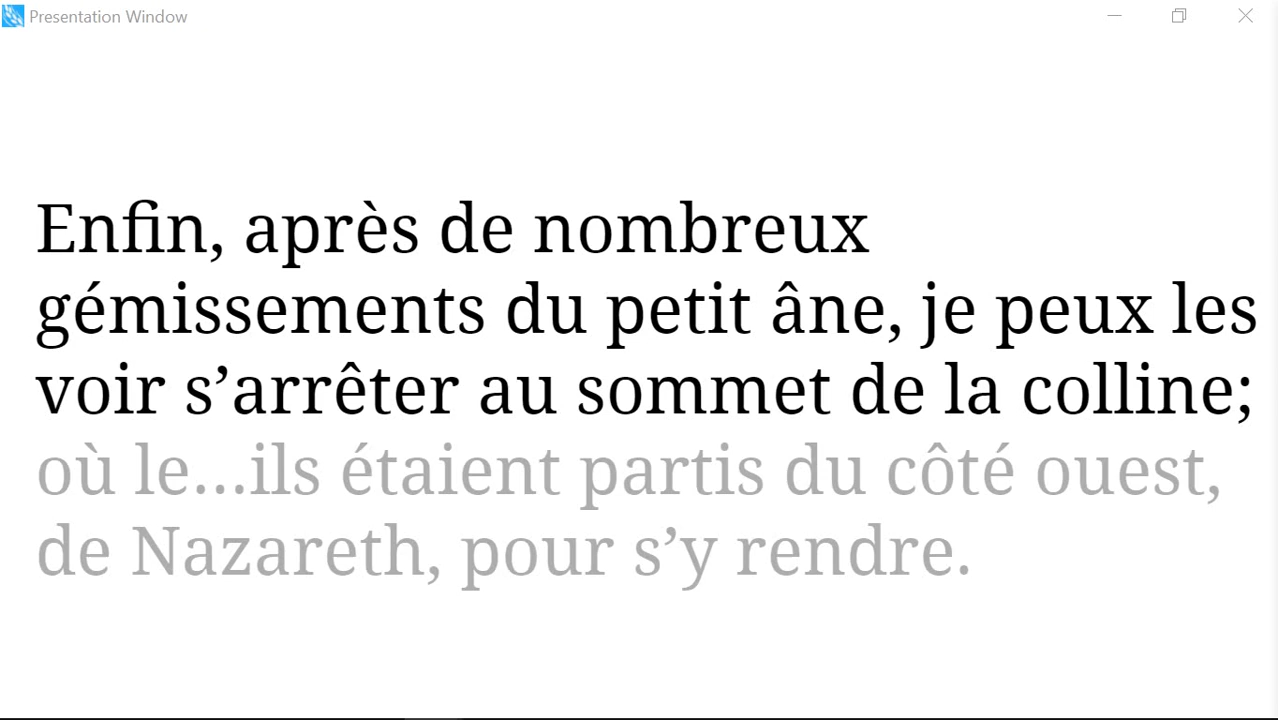 Presentation Window
Enfin, après de nombreux
gémissements du petit âne, je peux les
voir s’arrêter au sommet de la colline;
où le...ils étaient partis du côté ouest,
de Nazareth, pour s’y rendre.